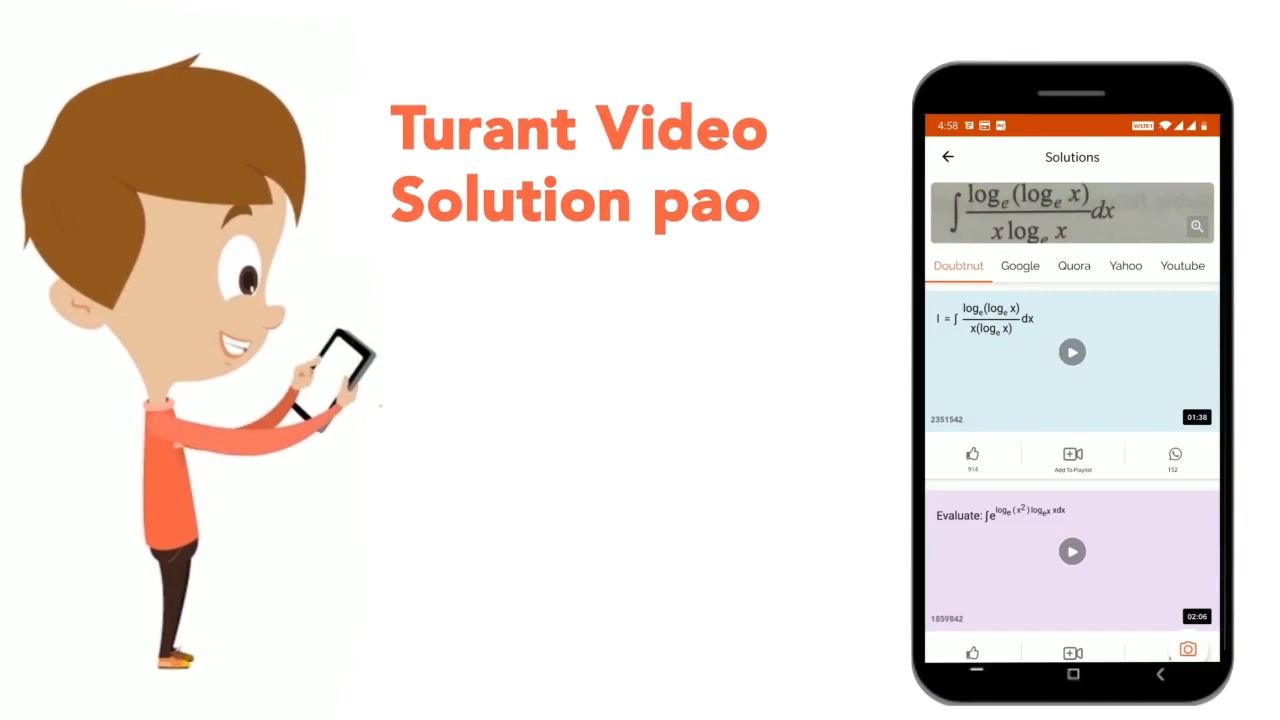 Turant Video
Solution pao
4:58
VoLTE1
Solutions
∫ logₑ(logₑ x) / x logₑ x dx
Doubtnut Google Quora Yahoo Youtube
I = ∫ logₑ(logₑ x) / x(logₑ x) dx
2351542 01:38
914 Add To Playlist 152
Evaluate: ∫e^logₑ(x²)logₑx xdx
1859842 02:06